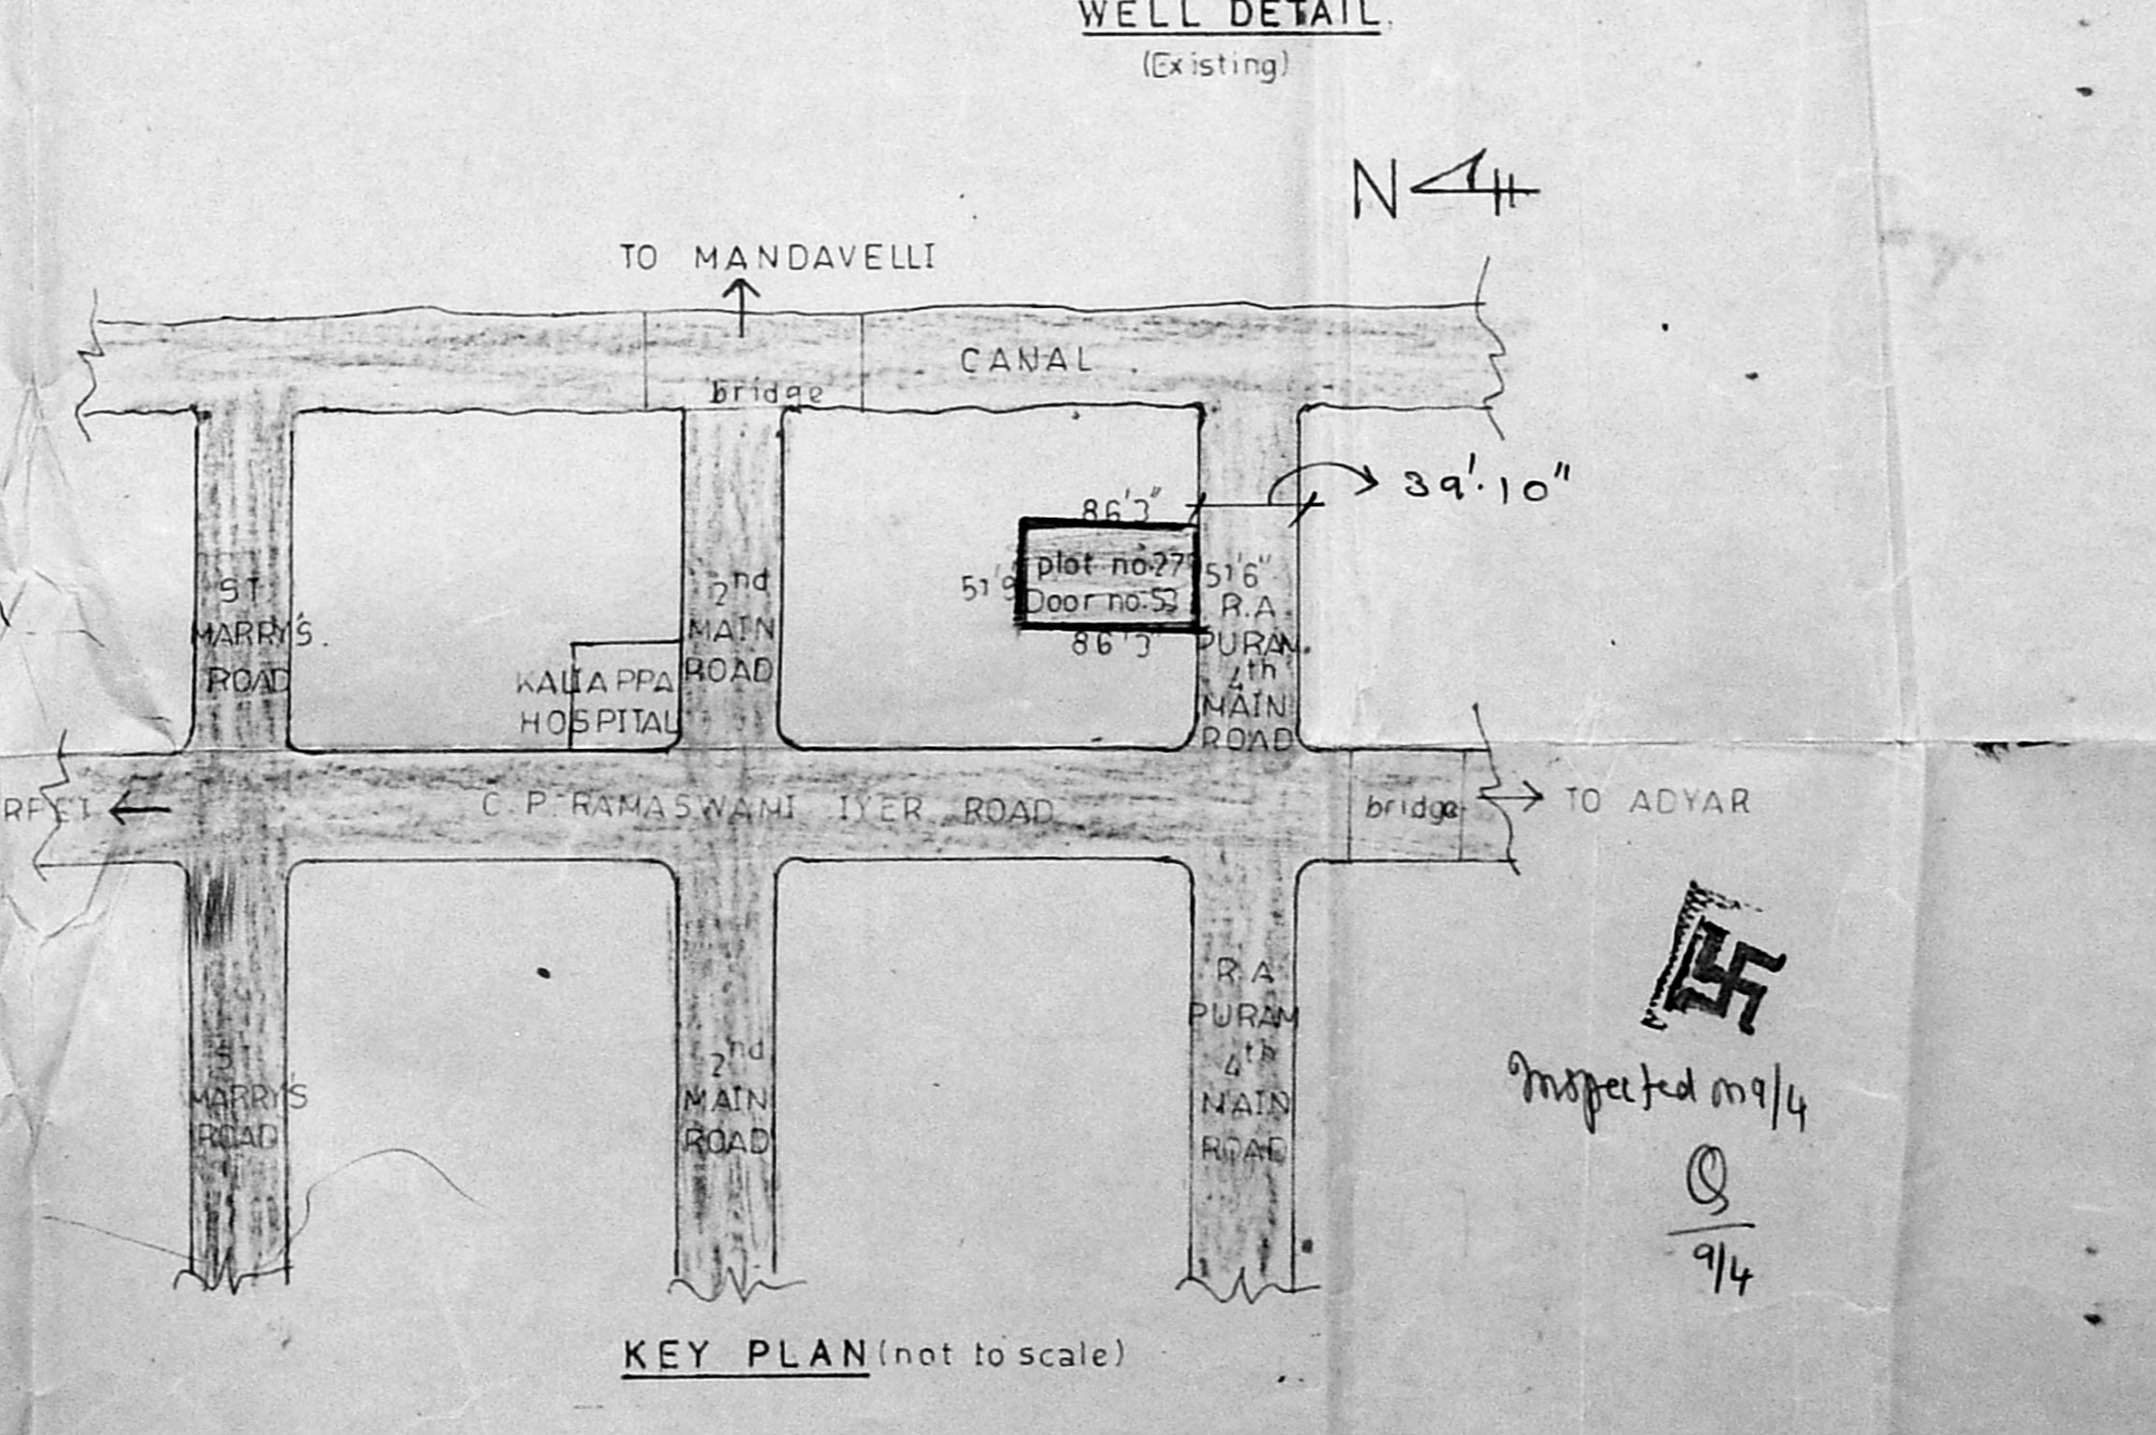 WELL DETAIL.
(Existing)
N
TO MANDAVELLI
CANAL
bridge
39'.10"
86'3"
plot no.27
Door no.53
51'9
51'6"
86'3"
R.A
PURAM
4th
MAIN
ROAD
2nd
MAIN
ROAD
ST
MARRY'S
ROAD
KALIAPPA
HOSPITAL
C.P. RAMASWAMI IYER ROAD
bridge
TO ADYAR
R.A
PURAM
4th
MAIN
ROAD
2nd
MAIN
ROAD
MARRY'S
ROAD
Inspected on 9/4
9/4
KEY PLAN (not to scale)